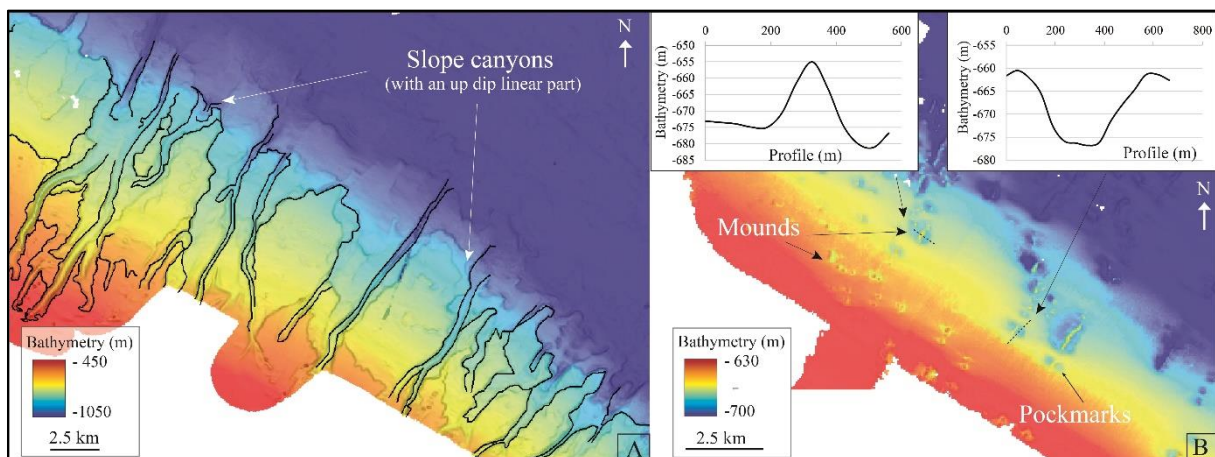 N
Slope canyons
(with an up dip linear part)
Bathymetry (m)
- 450
-1050
2.5 km
A
0 200 400 600
-650
-655
-660
-665
-670
-675
-680
-685
Bathymetry (m)
Profile (m)
0 200 400 600 800
-655
-660
-665
-670
-675
-680
Bathymetry (m)
Profile (m)
N
Mounds
Bathymetry (m)
- 630
-700
2.5 km
Pockmarks
B